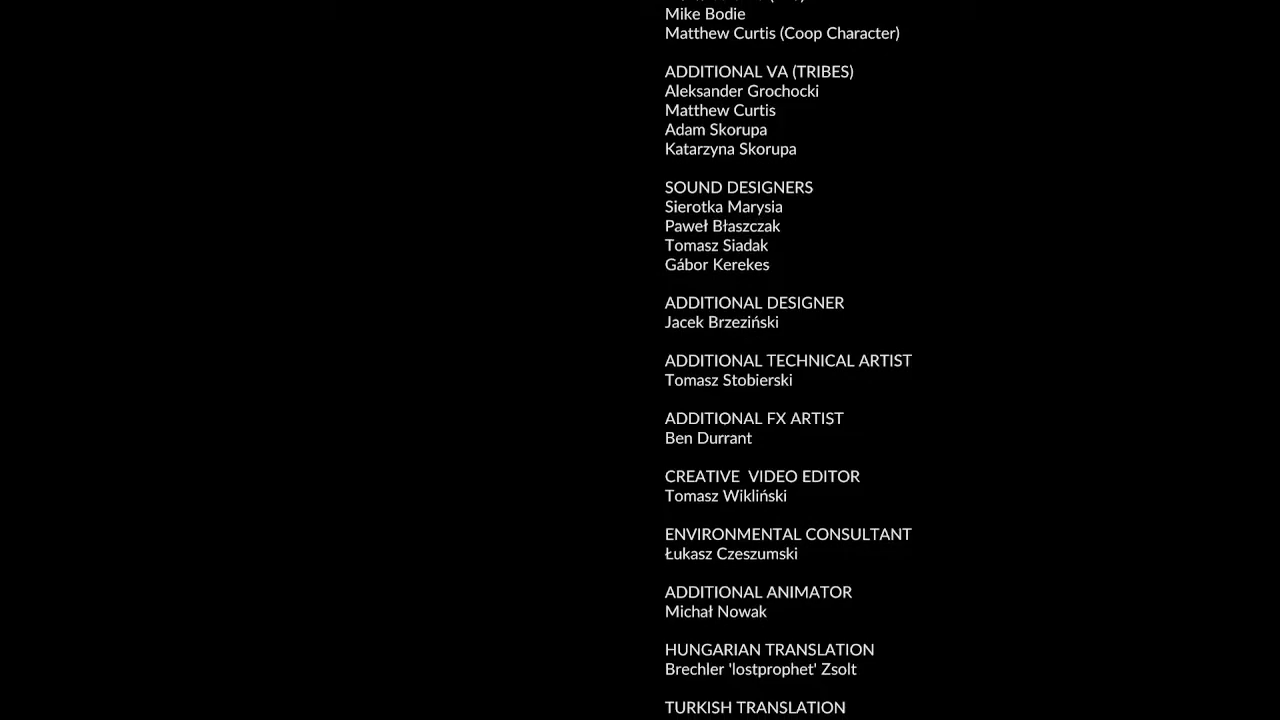 Mike Bodie
Matthew Curtis (Coop Character)
ADDITIONAL VA (TRIBES)
Aleksander Grochocki
Matthew Curtis
Adam Skorupa
Katarzyna Skorupa
SOUND DESIGNERS
Sierotka Marysia
Paweł Błaszczak
Tomasz Siadak
Gábor Kerekes
ADDITIONAL DESIGNER
Jacek Brzeziński
ADDITIONAL TECHNICAL ARTIST
Tomasz Stobierski
ADDITIONAL FX ARTIST
Ben Durrant
CREATIVE  VIDEO EDITOR
Tomasz Wikliński
ENVIRONMENTAL CONSULTANT
Łukasz Czeszumski
ADDITIONAL ANIMATOR
Michał Nowak
HUNGARIAN TRANSLATION
Brechler 'lostprophet' Zsolt
TURKISH TRANSLATION